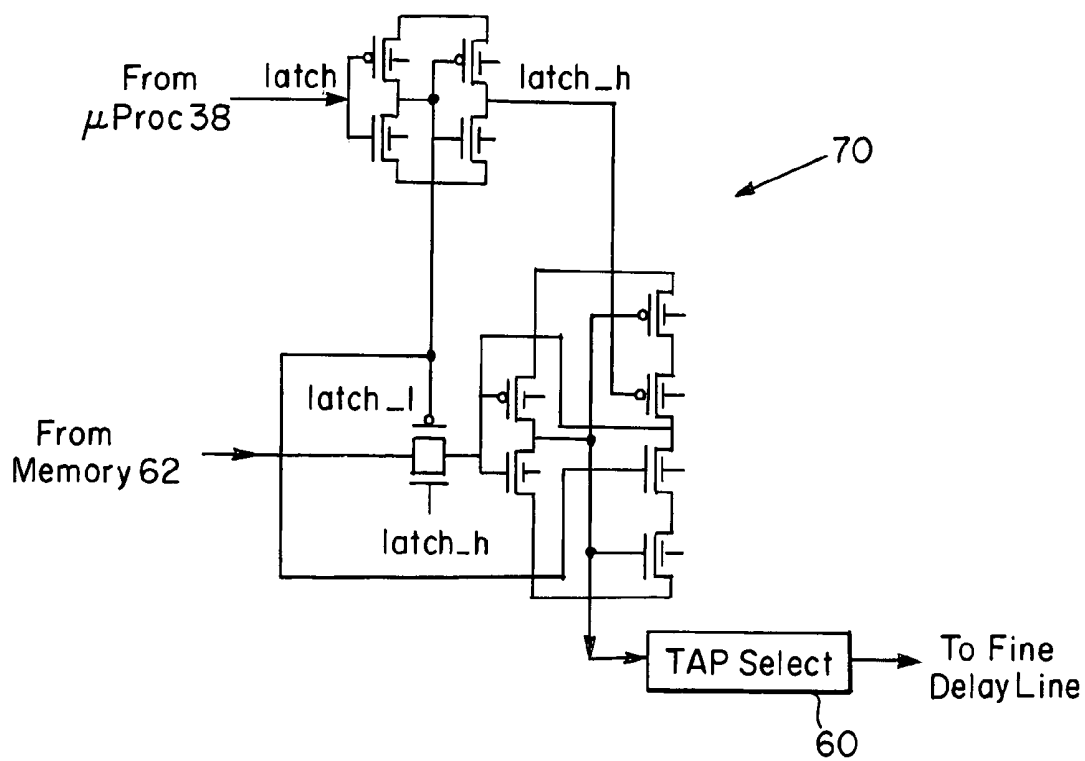 From
μProc 38
latch
latch_h
70
latch_l
From
Memory 62
latch_h
TAP Select
To Fine
Delay Line
60